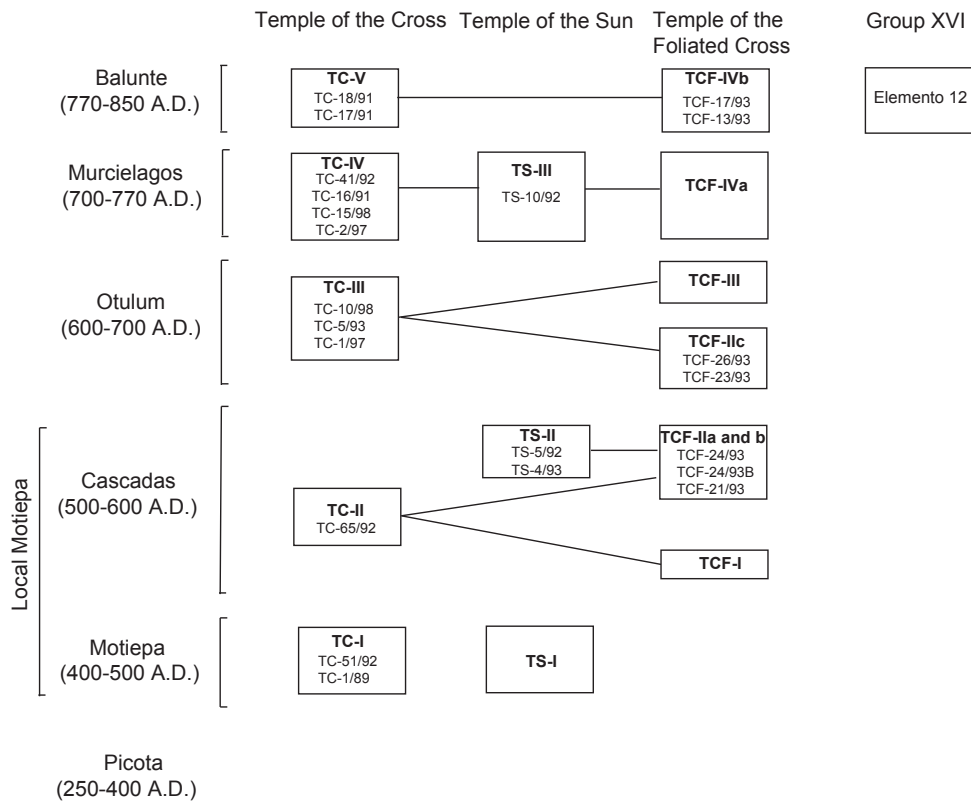 Temple of the Cross
Temple of the Sun
Temple of the
Foliated Cross
Group XVI
Balunte
(770-850 A.D.)
TC-V
TC-18/91
TC-17/91
TCF-IVb
TCF-17/93
TCF-13/93
Elemento 12
Murcielagos
(700-770 A.D.)
TC-IV
TC-41/92
TC-16/91
TC-15/98
TC-2/97
TS-III
TS-10/92
TCF-IVa
Otulum
(600-700 A.D.)
TC-III
TC-10/98
TC-5/93
TC-1/97
TCF-III
TCF-IIc
TCF-26/93
TCF-23/93
Local Motiepa
Cascadas
(500-600 A.D.)
TC-II
TC-65/92
TS-II
TS-5/92
TS-4/93
TCF-IIa and b
TCF-24/93
TCF-24/93B
TCF-21/93
TCF-I
Motiepa
(400-500 A.D.)
TC-I
TC-51/92
TC-1/89
TS-I
Picota
(250-400 A.D.)